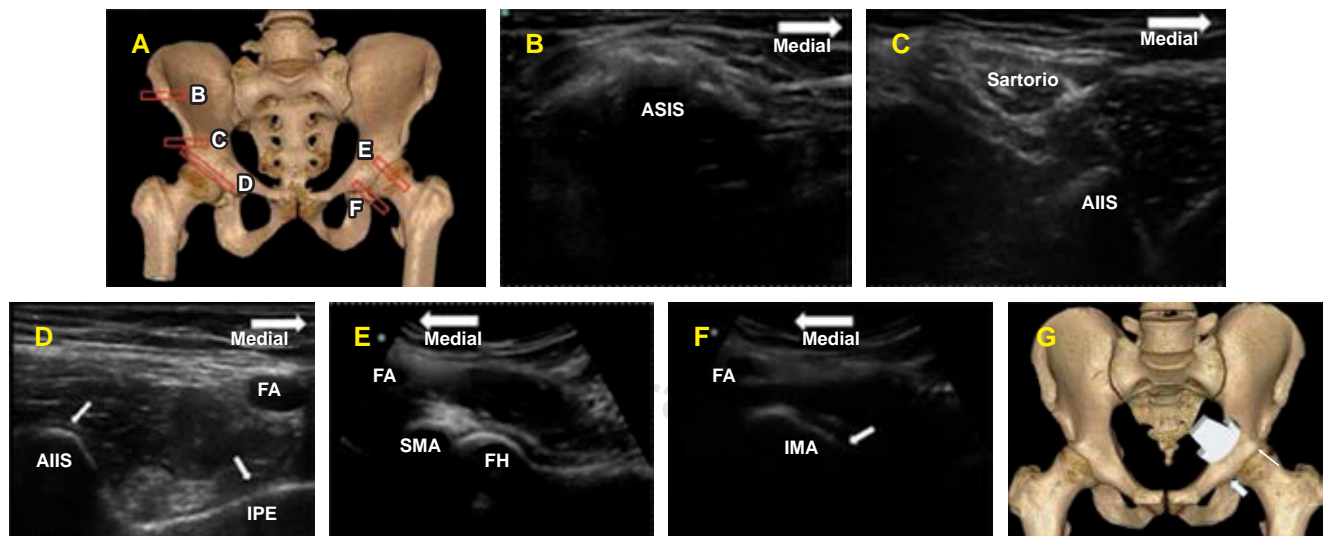 A
B
C
D
E
F
B
Medial
ASIS
C
Medial
Sartorio
AIIS
D
Medial
FA
AIIS
IPE
E
Medial
FA
SMA
FH
F
Medial
FA
IMA
G